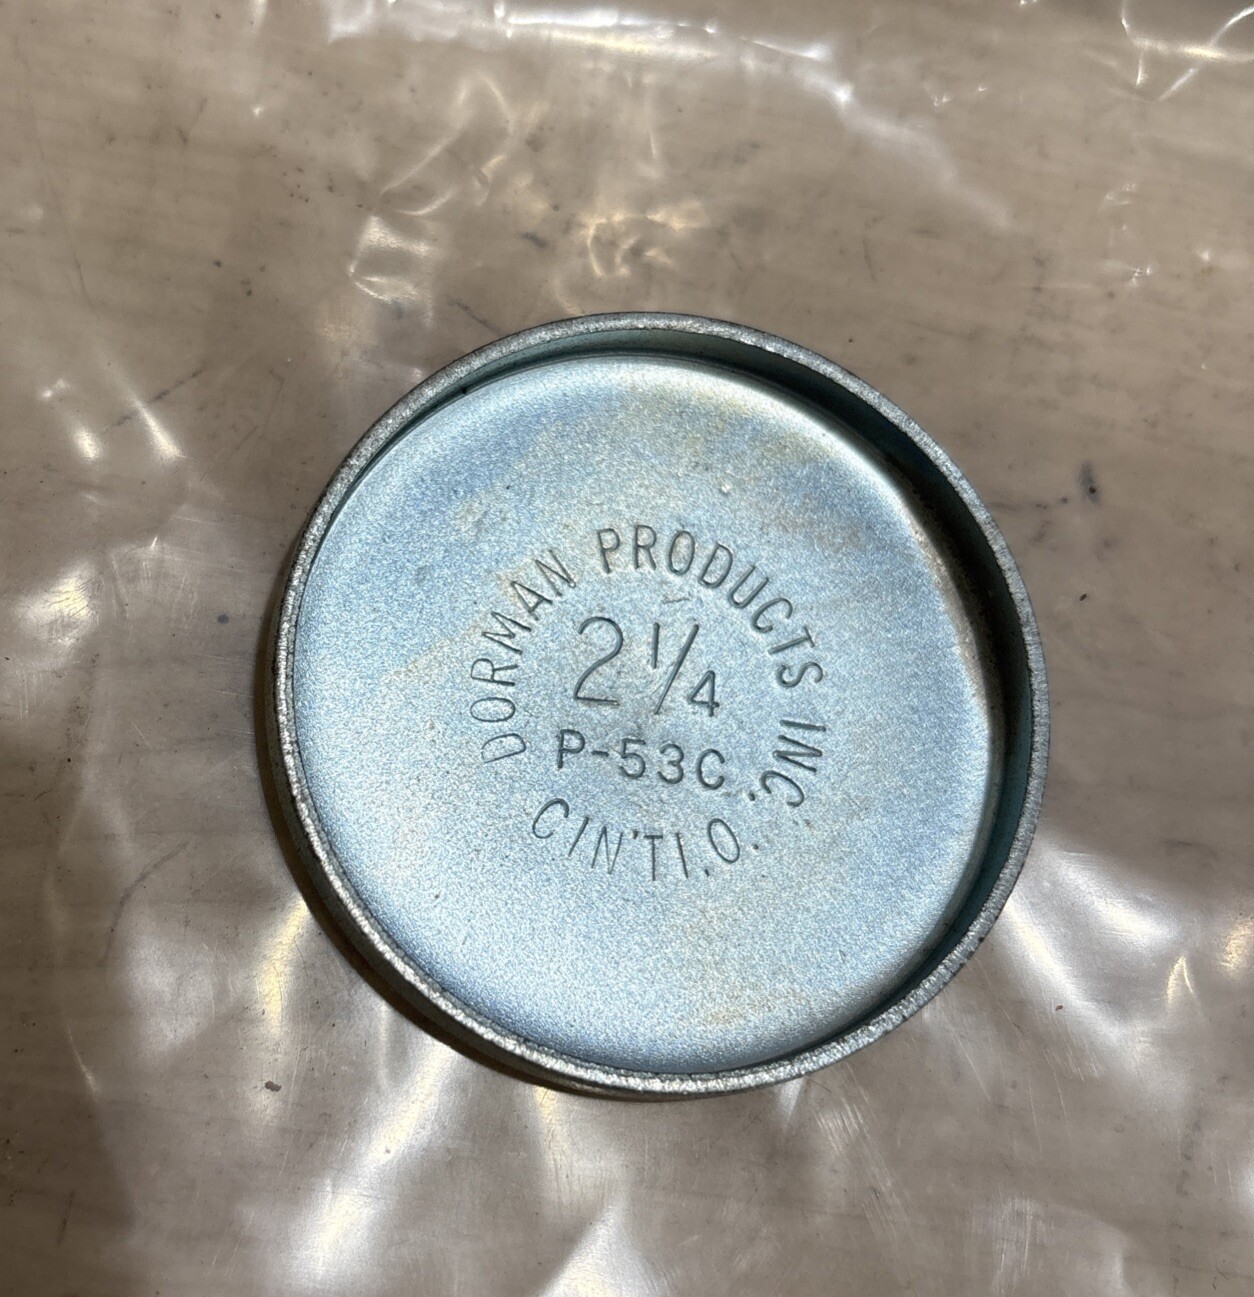 DORMAN PRODUCTS INC.
2 1/4
P-53C
CIN'TI.O.